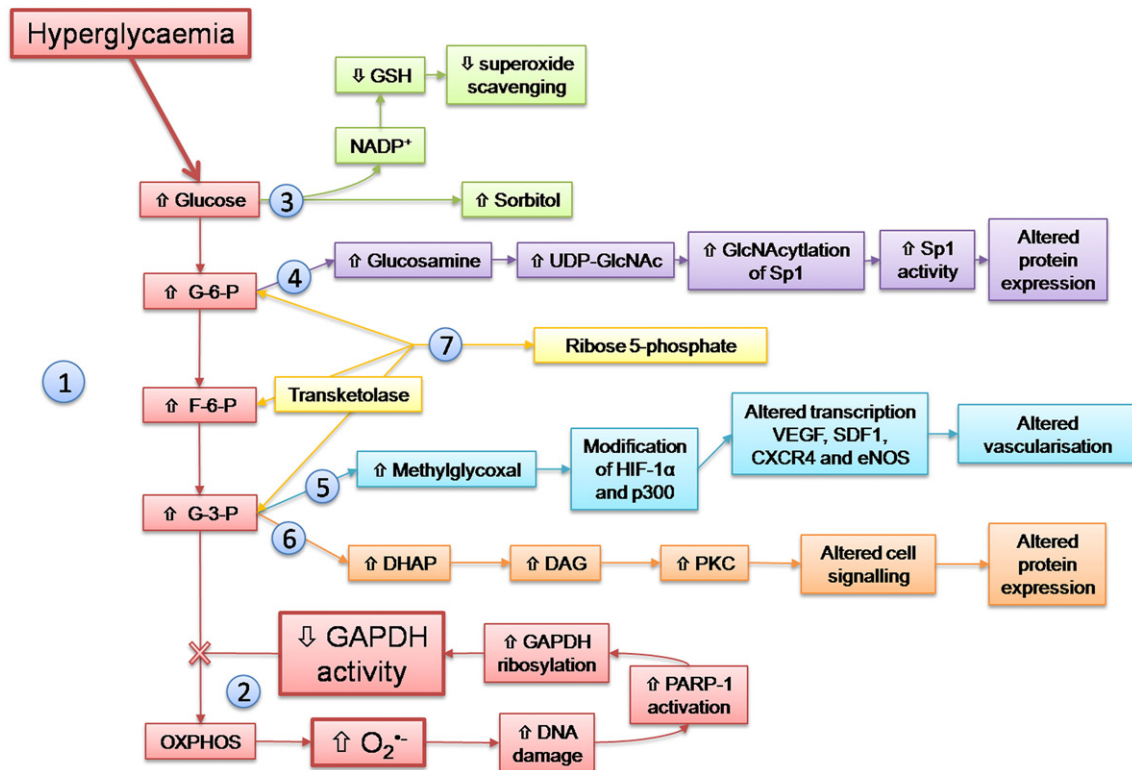 Hyperglycaemia
⇩ GSH
⇩ superoxide
scavenging
NADP⁺
⇧ Glucose
3
⇧ Sorbitol
4
⇧ Glucosamine
⇧ UDP-GlcNAc
⇧ GlcNAcytlation
of Sp1
⇧ Sp1
activity
Altered
protein
expression
⇧ G-6-P
7
Ribose 5-phosphate
1
Transketolase
⇧ F-6-P
5
⇧ Methylglycoxal
Modification
of HIF-1α
and p300
Altered transcription
VEGF, SDF1,
CXCR4 and eNOS
Altered
vascularisation
⇧ G-3-P
6
⇧ DHAP
⇧ DAG
⇧ PKC
Altered cell
signalling
Altered
protein
expression
⇩ GAPDH
activity
⇧ GAPDH
ribosylation
⇧ PARP-1
activation
2
OXPHOS
⇧ O₂•-
⇧ DNA
damage